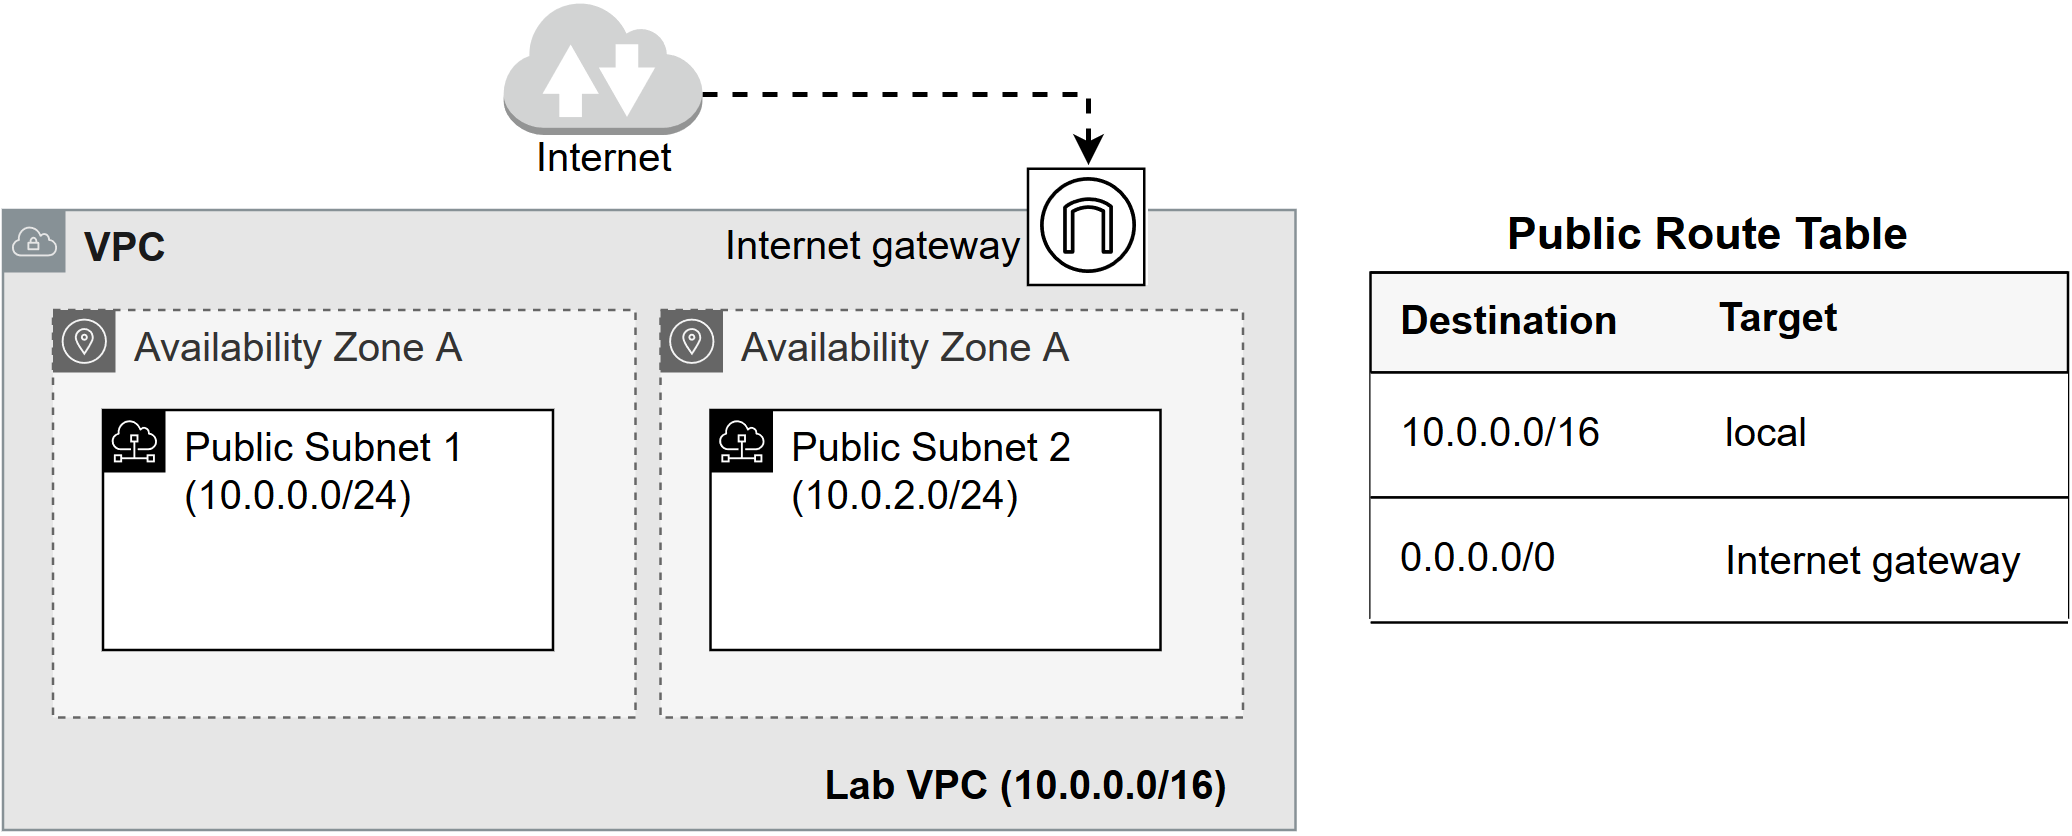 Internet
VPC
Internet gateway
Availability Zone A
Public Subnet 1
(10.0.0.0/24)
Availability Zone A
Public Subnet 2
(10.0.2.0/24)
Lab VPC (10.0.0.0/16)
Public Route Table
Destination Target
10.0.0.0/16 local
0.0.0.0/0 Internet gateway